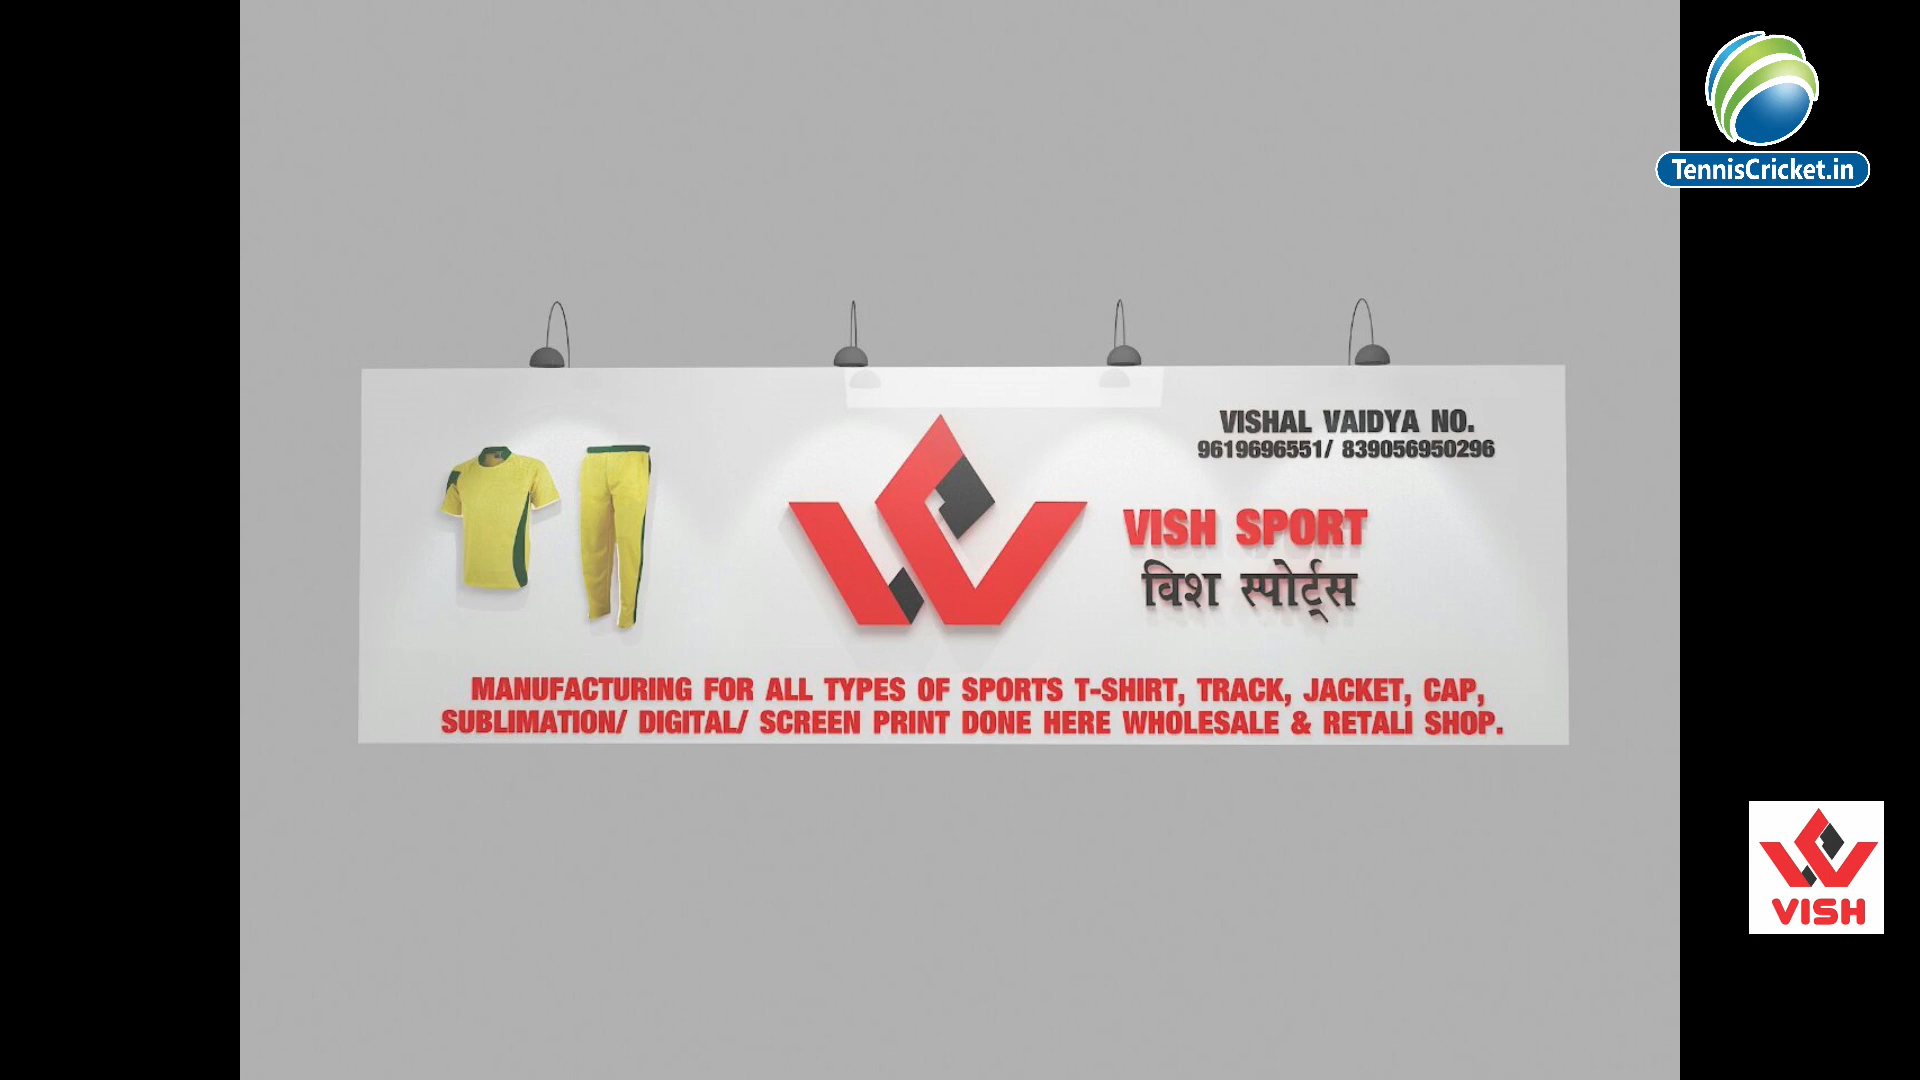 TennisCricket.in
VISHAL VAIDYA NO.
9619696551/ 839056950296
VISH SPORT
विश स्पोर्ट्स
MANUFACTURING FOR ALL TYPES OF SPORTS T-SHIRT, TRACK, JACKET, CAP,
SUBLIMATION/ DIGITAL/ SCREEN PRINT DONE HERE WHOLESALE & RETALI SHOP.
VISH